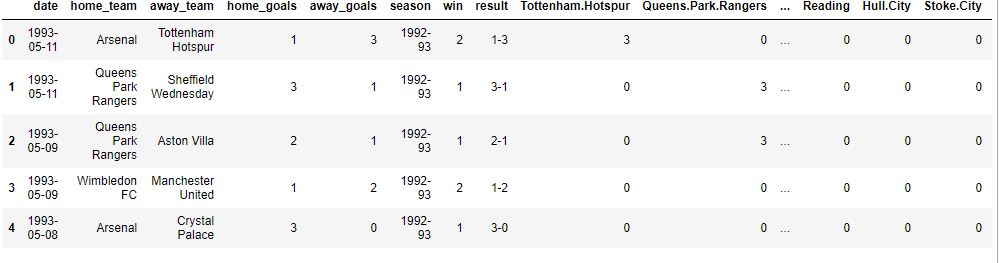 date home_team away_team home_goals away_goals season win result Tottenham.Hotspur Queens.Park.Rangers ... Reading Hull.City Stoke.City
0 1993-05-11 Arsenal Tottenham Hotspur 1 3 1992-93 2 1-3 3 0 ... 0 0 0
1 1993-05-11 Queens Park Rangers Sheffield Wednesday 3 1 1992-93 1 3-1 0 3 ... 0 0 0
2 1993-05-09 Queens Park Rangers Aston Villa 2 1 1992-93 1 2-1 0 3 ... 0 0 0
3 1993-05-09 Wimbledon FC Manchester United 1 2 1992-93 2 1-2 0 0 ... 0 0 0
4 1993-05-08 Arsenal Crystal Palace 3 0 1992-93 1 3-0 0 0 ... 0 0 0